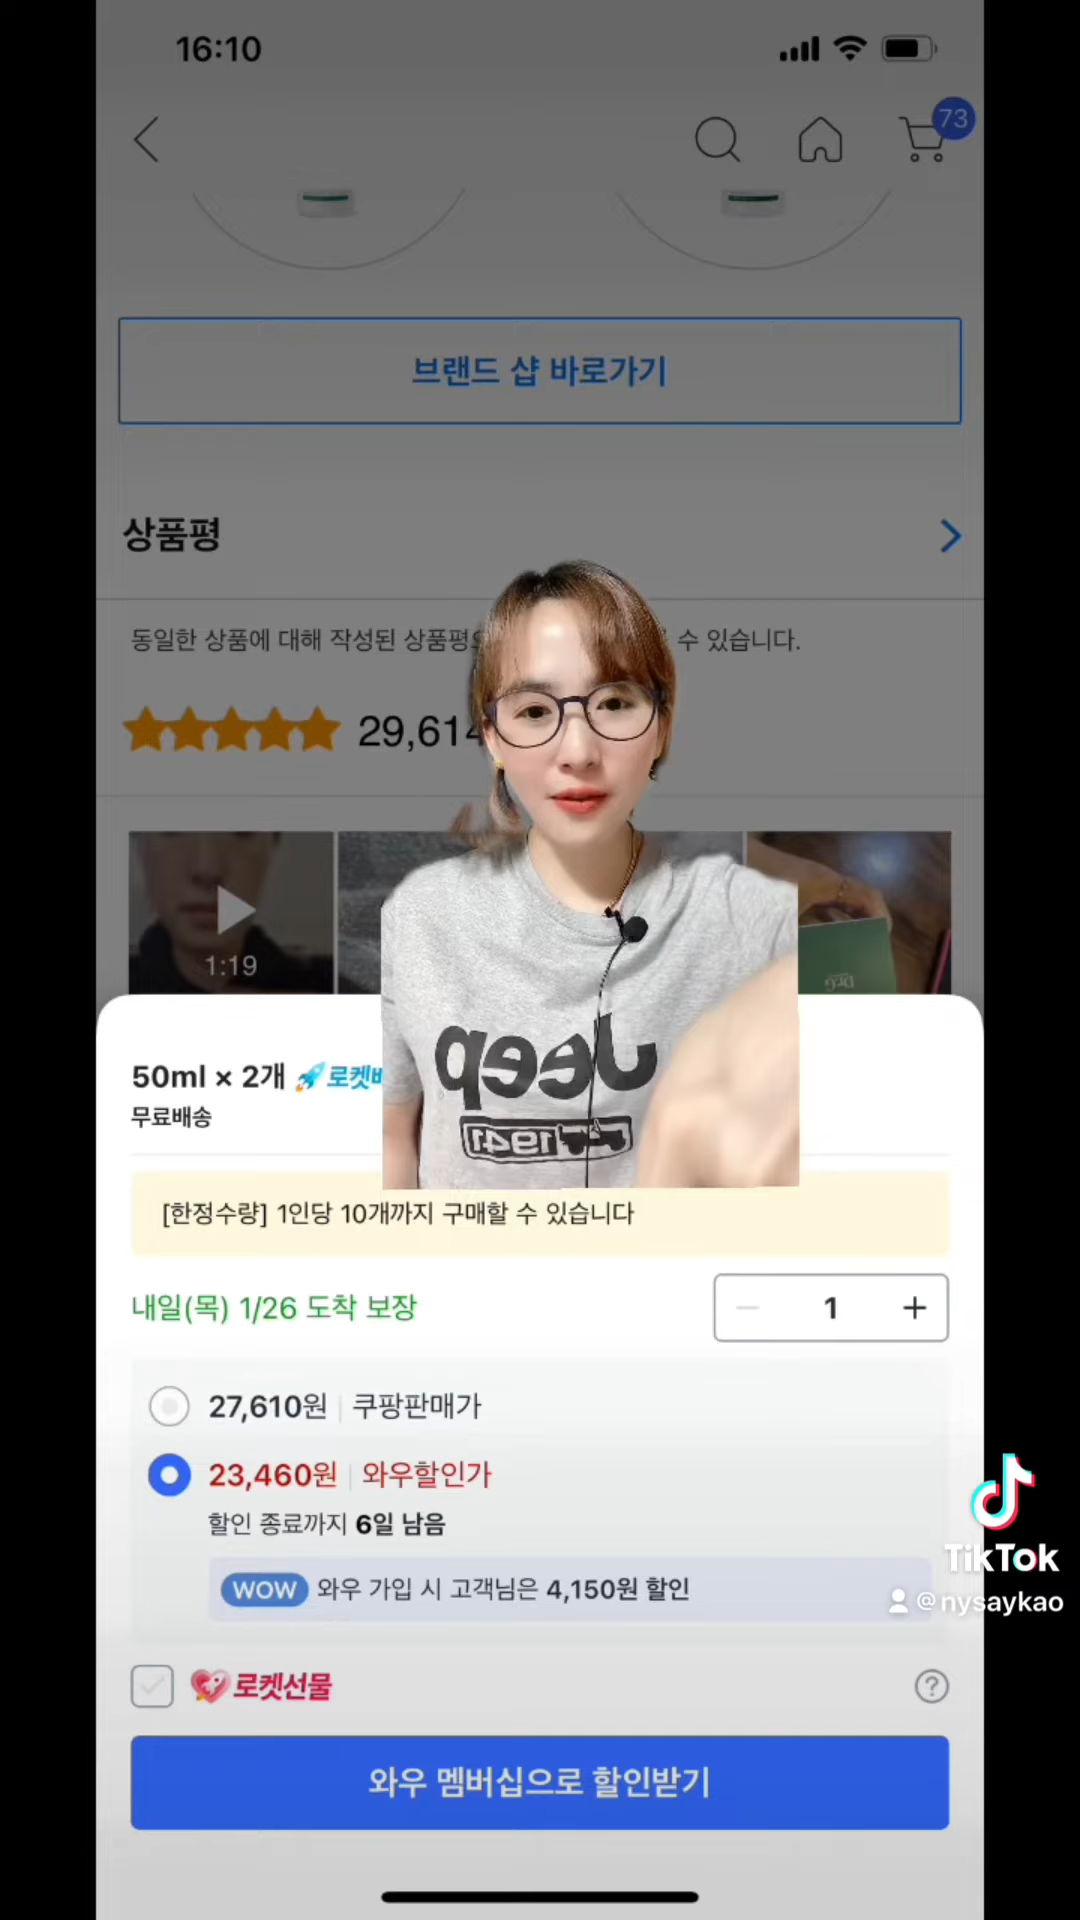 16:10
73
브랜드 샵 바로가기
상품평
동일한 상품에 대해 작성된 상품평 수 있습니다.
29,614
1:19
Dr.G
50ml × 2개 로켓
무료배송
Jeep
1941
[한정수량] 1인당 10개까지 구매할 수 있습니다
내일(목) 1/26 도착 보장
1
27,610원 | 쿠팡판매가
23,460원 | 와우할인가
할인 종료까지 6일 남음
WOW 와우 가입 시 고객님은 4,150원 할인
TikTok
@nysaykao
로켓선물
?
와우 멤버십으로 할인받기